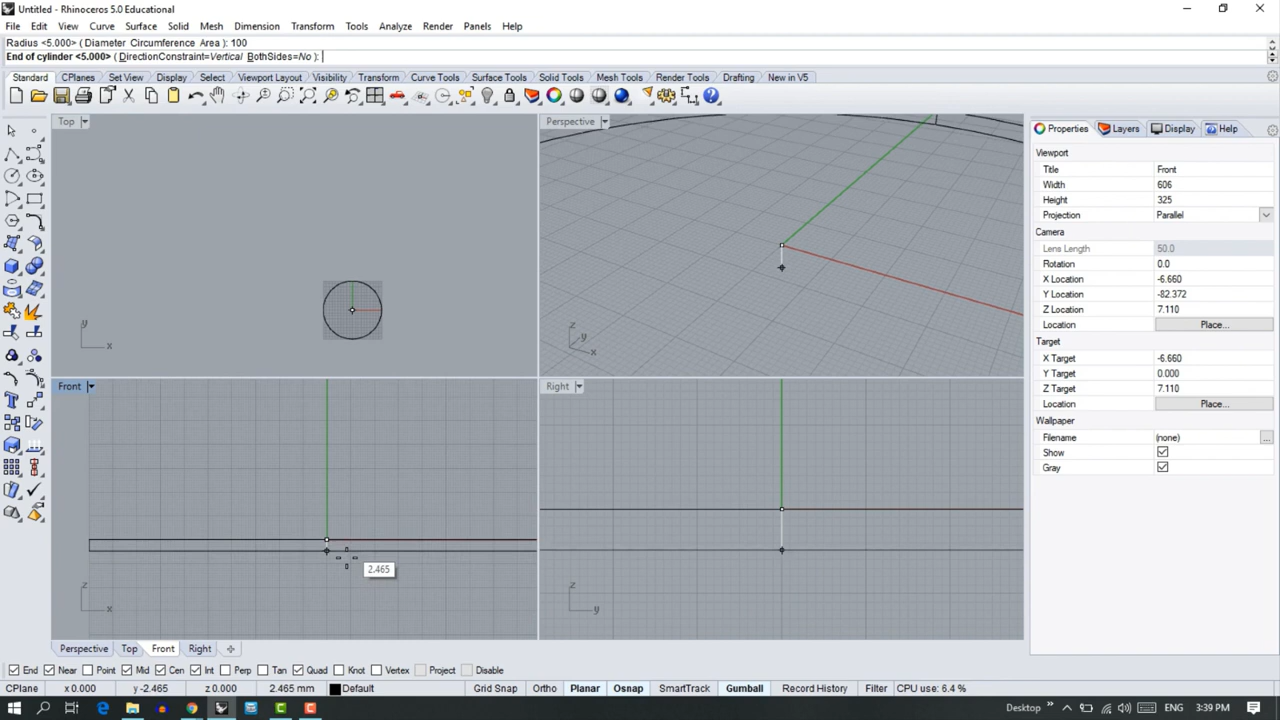 Untitled - Rhinoceros 5.0 Educational
File Edit View Curve Surface Solid Mesh Dimension Transform Tools Analyze Render Panels Help
Radius <5.000> ( Diameter Circumference Area ): 100
End of cylinder <5.000> ( DirectionConstraint=Vertical BothSides=No ):
Standard CPlanes Set View Display Select Viewport Layout Visibility Transform Curve Tools Surface Tools Solid Tools Mesh Tools Render Tools Drafting New in V5
Top
Perspective
Properties Layers Display Help
Viewport
Title Front
Width 606
Height 325
Projection Parallel
Camera
Lens Length 50.0
Rotation 0.0
X Location -6.660
Y Location -82.372
Z Location 7.110
Location Place...
Target
X Target -6.660
Y Target 0.000
Z Target 7.110
Location Place...
Wallpaper
Filename (none) ...
Show
Gray
y
x
z
y
x
Front
Right
2.465
z
x
z
y
Perspective Top Front Right
End Near Point Mid Cen Int Perp Tan Quad Knot Vertex Project Disable
CPlane x 0.000 y -2.465 z 0.000 2.465 mm Default Grid Snap Ortho Planar Osnap SmartTrack Gumball Record History Filter CPU use: 6.4 %
Desktop ENG 3:39 PM